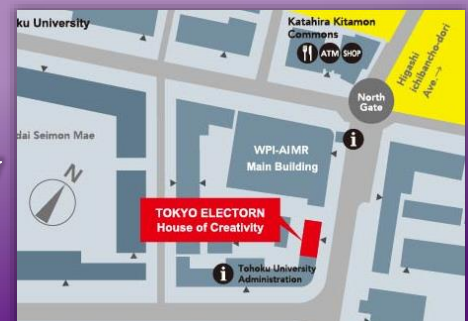 ku University
Katahira Kitamon
Commons
ATM SHOP
Higashi
ichibancho-dori
Ave. →
North
Gate
dai Seimon Mae
i
WPI-AIMR
Main Building
N
TOKYO ELECTORN
House of Creativity
i
Tohoku University
Administration